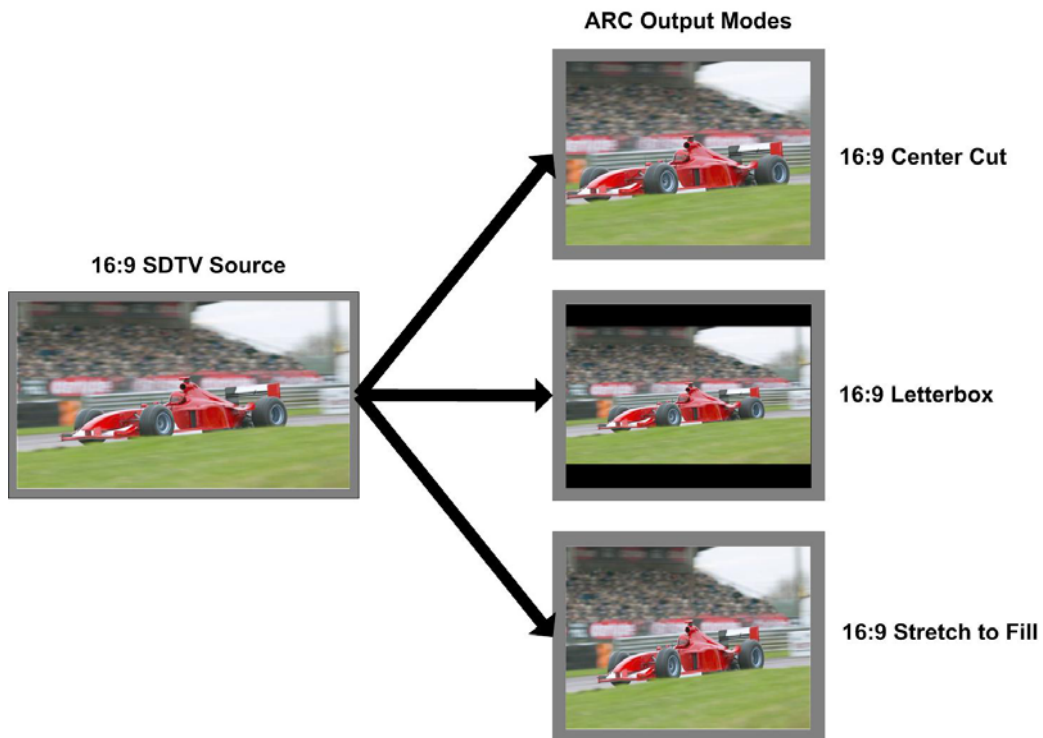 ARC Output Modes
16:9 Center Cut
16:9 SDTV Source
16:9 Letterbox
16:9 Stretch to Fill